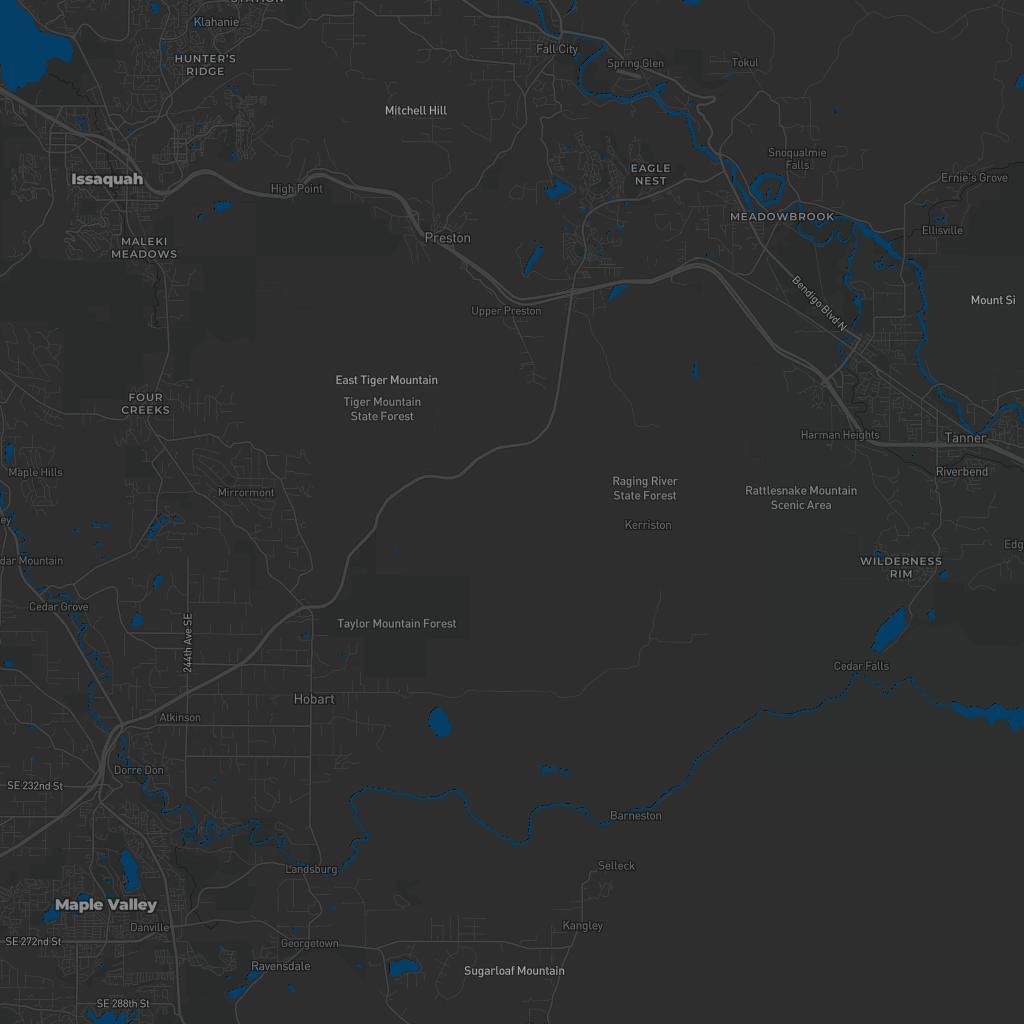 Klahanie
HUNTER'S
RIDGE
Fall City
Spring Glen
Tokul
Mitchell Hill
Snoqualmie
Falls
Issaquah
High Point
EAGLE
NEST
Ernie's Grove
MEADOWBROOK
Ellisville
MALEKI
MEADOWS
Preston
Bendigo Blvd N
Mount Si
Upper Preston
East Tiger Mountain
Tiger Mountain
State Forest
FOUR
CREEKS
Harman Heights
Tanner
Maple Hills
Riverbend
Mirrormont
Raging River
State Forest
Rattlesnake Mountain
Scenic Area
ey
Kerriston
Edg
dar Mountain
WILDERNESS
RIM
Cedar Grove
Taylor Mountain Forest
244th Ave SE
Cedar Falls
Hobart
Atkinson
Dorre Don
SE 232nd St
Barneston
Landsburg
Selleck
Maple Valley
Danville
Kangley
SE 272nd St
Georgetown
Ravensdale
Sugarloaf Mountain
SE 288th St